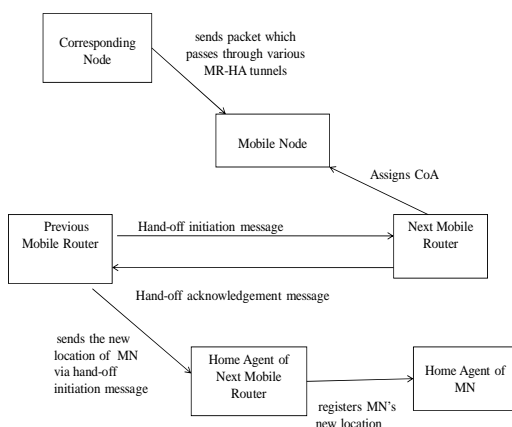 Corresponding
Node
sends packet which
passes through various
MR-HA tunnels
Mobile Node
Assigns CoA
Previous
Mobile Router
Hand-off initiation message
Next Mobile
Router
Hand-off acknowledgement message
sends the new
location of MN
via hand-off
initiation message
Home Agent of
Next Mobile
Router
registers MN's
new location
Home Agent of
MN